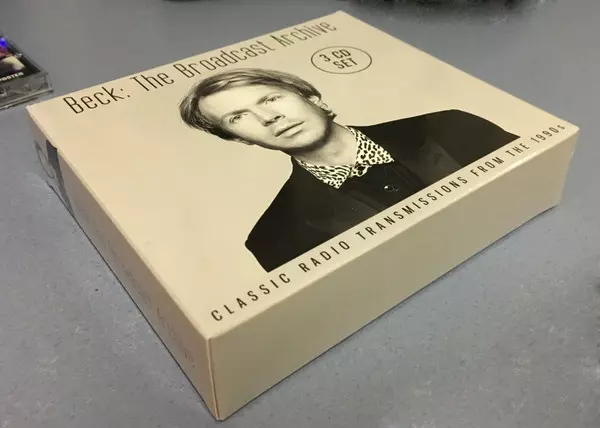 Beck: The Broadcast Archive
3 CD
SET
CLASSIC RADIO TRANSMISSIONS FROM THE 1990s